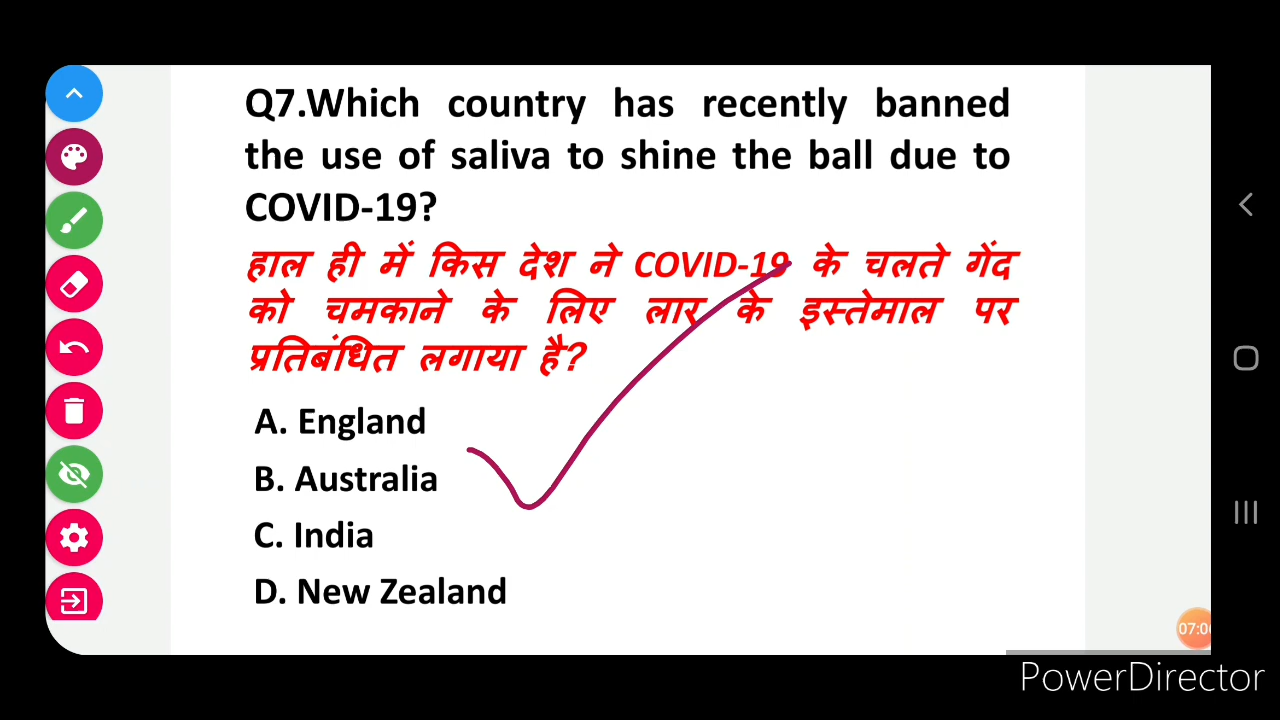 Q7.Which country has recently banned
the use of saliva to shine the ball due to
COVID-19?
हाल ही में किस देश ने COVID-19 के चलते गेंद
को चमकाने के लिए लार के इस्तेमाल पर
प्रतिबंधित लगाया है?
A. England
B. Australia
C. India
D. New Zealand
PowerDirector